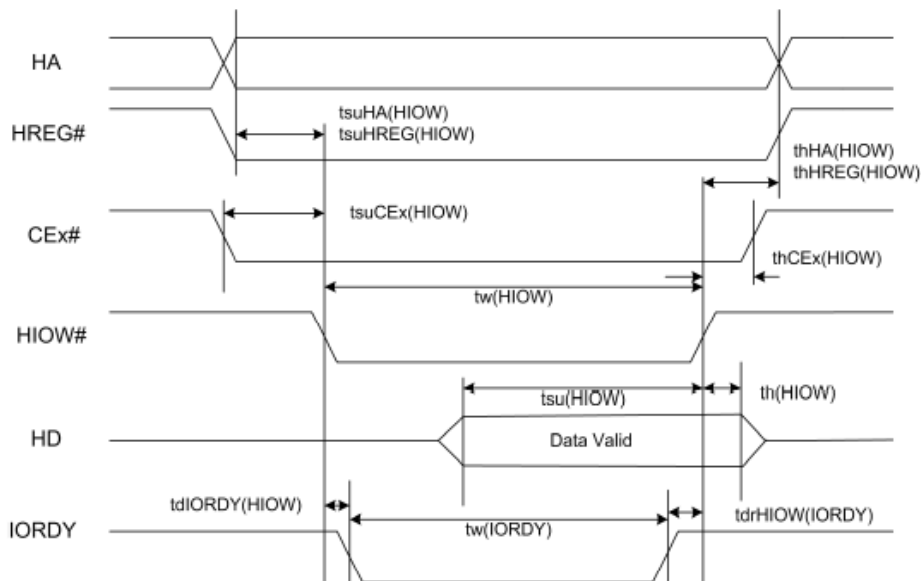 HA
tsuHA(HIOW)
HREG#
tsuHREG(HIOW)
thHA(HIOW)
thHREG(HIOW)
tsuCEx(HIOW)
CEx#
thCEx(HIOW)
tw(HIOW)
HIOW#
tsu(HIOW)
th(HIOW)
HD
Data Valid
tdIORDY(HIOW)
tw(IORDY)
tdrHIOW(IORDY)
IORDY